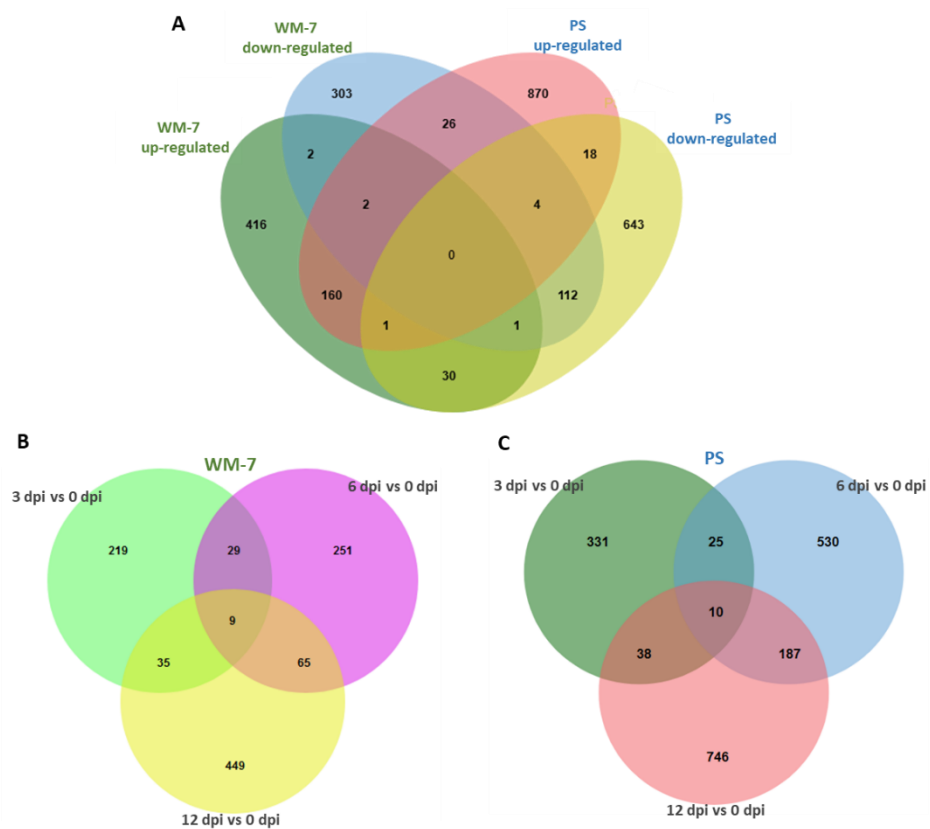 A
WM-7
down-regulated
PS
up-regulated
303
870
WM-7
up-regulated
26
PS
down-regulated
2
18
2
4
416
643
0
160
112
1
1
30
B
C
WM-7
PS
3 dpi vs 0 dpi
6 dpi vs 0 dpi
3 dpi vs 0 dpi
6 dpi vs 0 dpi
219
29
251
331
25
530
9
10
35
65
38
187
449
746
12 dpi vs 0 dpi
12 dpi vs 0 dpi